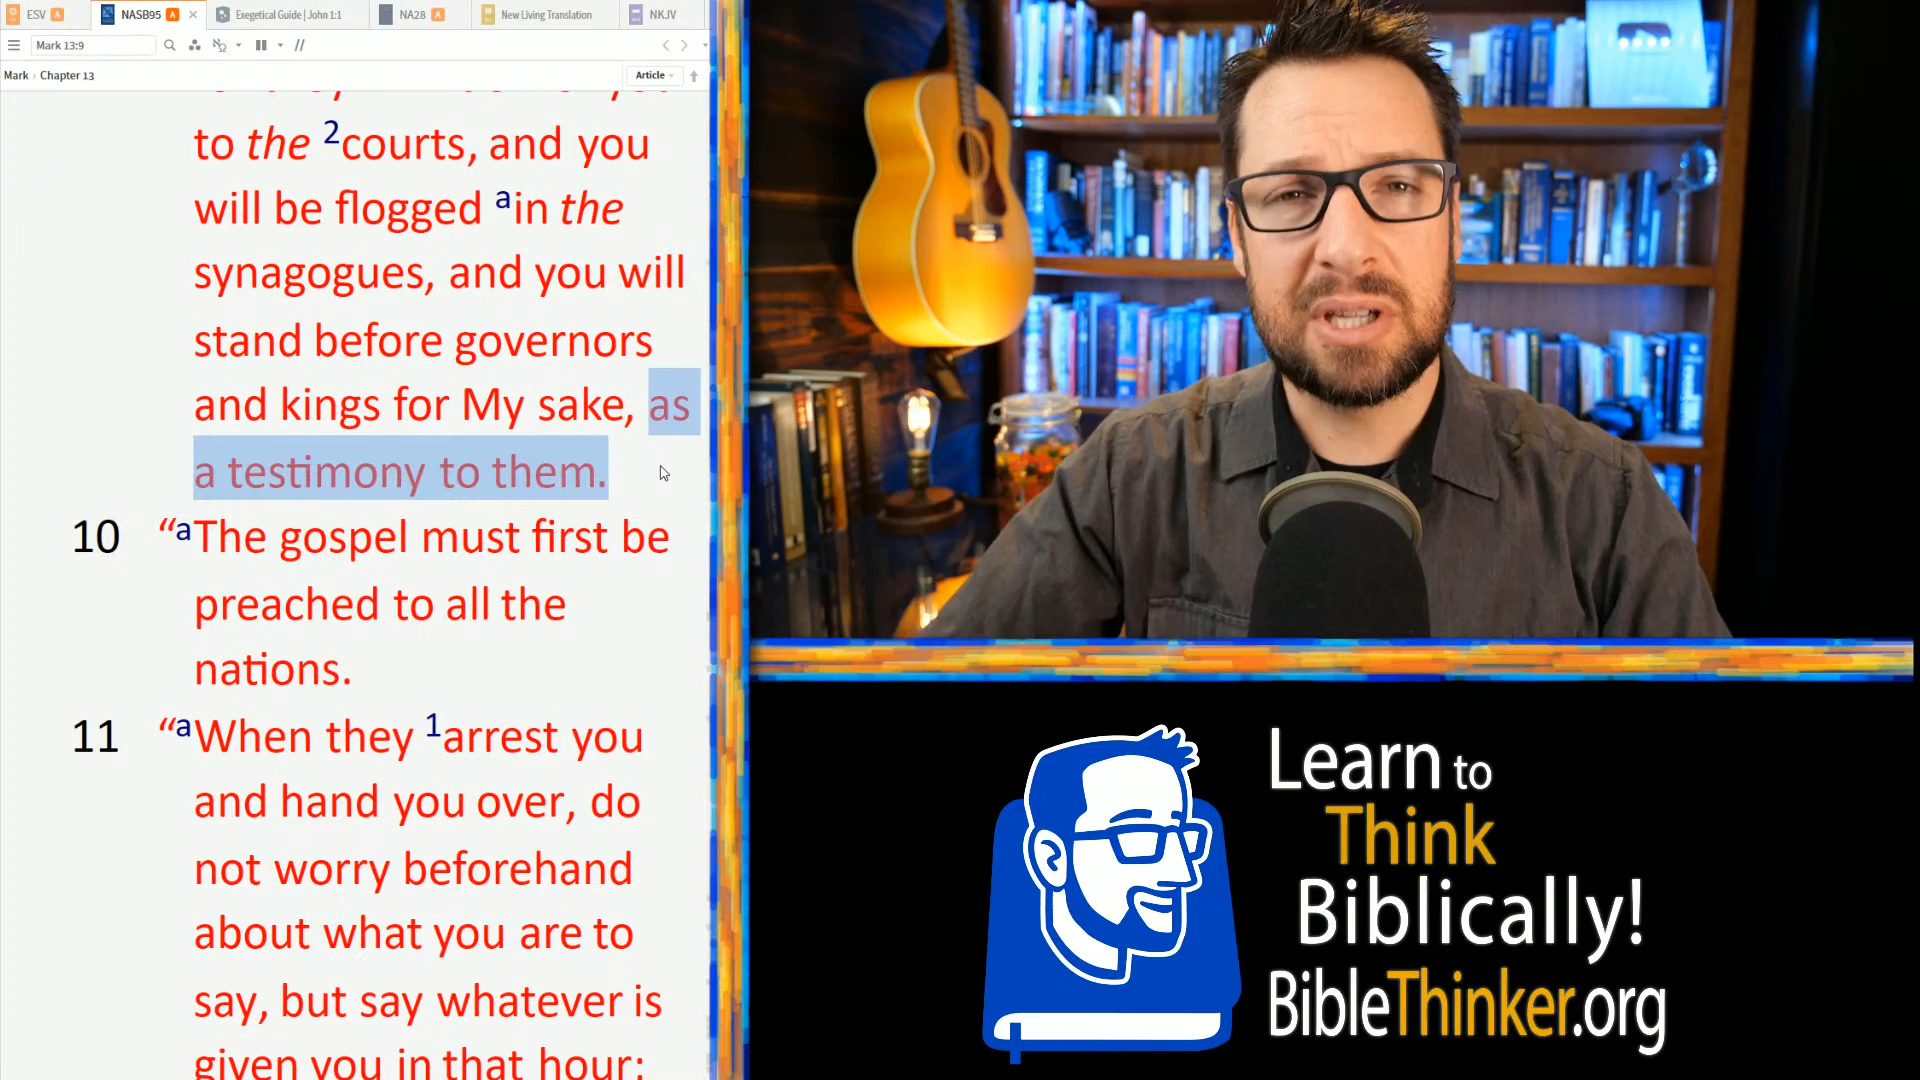 ESV A NASB95 A Exegetical Guide | John 1:1 NA28 A New Living Translation NKJV
Mark 13:9
Mark › Chapter 13 Article
to the 2courts, and you
will be flogged ain the
synagogues, and you will
stand before governors
and kings for My sake, as
a testimony to them.
10 “aThe gospel must first be
preached to all the
nations.
11 “aWhen they 1arrest you
and hand you over, do
not worry beforehand
about what you are to
say, but say whatever is
given you in that hour;
Learn to
Think
Biblically!
BibleThinker.org